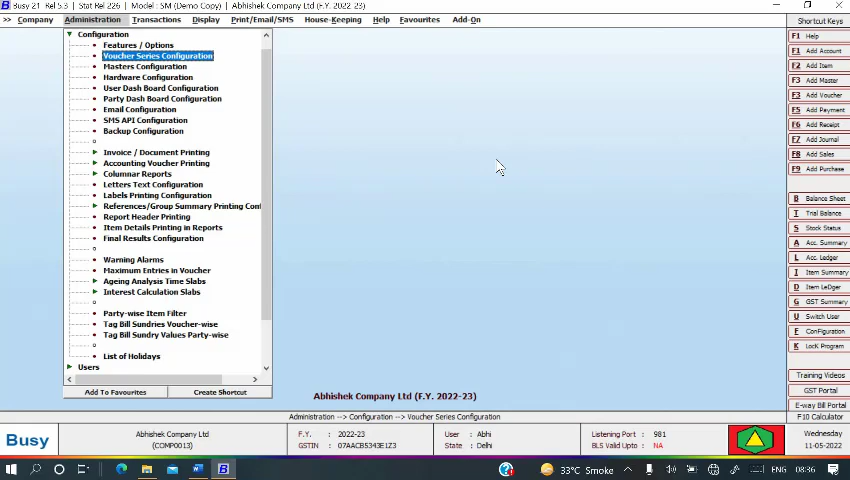 Busy 21 Rel 5.3 | Stat Rel 226 | Model: SM (Demo Copy) | Abhishek Company Ltd (F.Y. 2022-23)
>> Company Administration Transactions Display Print/Email/SMS House-Keeping Help Favourites Add-On
Configuration
Features / Options
Voucher Series Configuration
Masters Configuration
Hardware Configuration
User Dash Board Configuration
Party Dash Board Configuration
Email Configuration
SMS API Configuration
Backup Configuration
Invoice / Document Printing
Accounting Voucher Printing
Columnar Reports
Letters Text Configuration
Labels Printing Configuration
References/Group Summary Printing Conf
Report Header Printing
Item Details Printing in Reports
Final Results Configuration
Warning Alarms
Maximum Entries in Voucher
Ageing Analysis Time Slabs
Interest Calculation Slabs
Party-wise Item Filter
Tag Bill Sundries Voucher-wise
Tag Bill Sundry Values Party-wise
List of Holidays
Users
Add To Favourites Create Shortcut
Shortcut Keys
F1 Help
F1 Add Account
F2 Add Item
F3 Add Master
F3 Add Voucher
F5 Add Payment
F6 Add Receipt
F7 Add Journal
F8 Add Sales
F9 Add Purchase
B Balance Sheet
T Trial Balance
S Stock Status
A Acc. Summary
L Acc. Ledger
I Item Summary
D Item LeDger
G GST Summary
U Switch User
F ConFiguration
K LocK Program
Training Videos
GST Portal
E-way Bill Portal
F10 Calculator
Abhishek Company Ltd (F.Y. 2022-23)
Administration --> Configuration --> Voucher Series Configuration
Busy
Abhishek Company Ltd
(COMP0013)
F.Y. : 2022-23
GSTIN : 07AACB5343E1Z3
User : Abhi
State : Delhi
Listening Port : 981
BLS Valid Upto : NA
Wednesday
11-05-2022
33°C Smoke
ENG
08:36